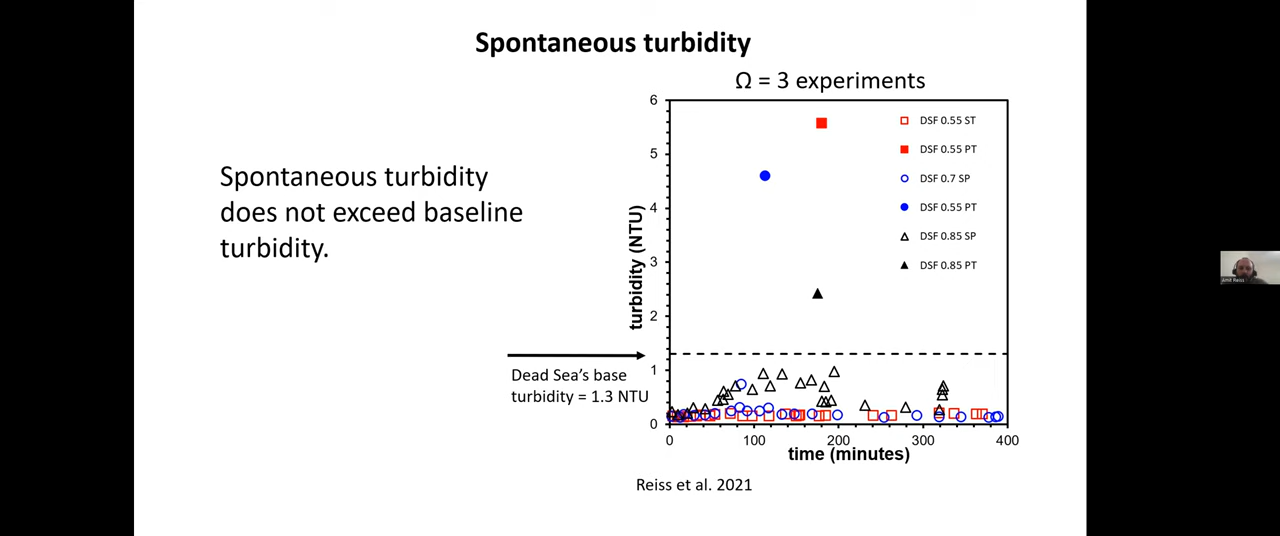 Spontaneous turbidity
Ω = 3 experiments
Spontaneous turbidity
does not exceed baseline
turbidity.
turbidity (NTU)
6
5
4
3
2
1
0
DSF 0.55 ST
DSF 0.55 PT
DSF 0.7 SP
DSF 0.55 PT
DSF 0.85 SP
DSF 0.85 PT
Dead Sea's base
turbidity = 1.3 NTU
0 100 200 300 400
time (minutes)
Reiss et al. 2021
Amit Reiss